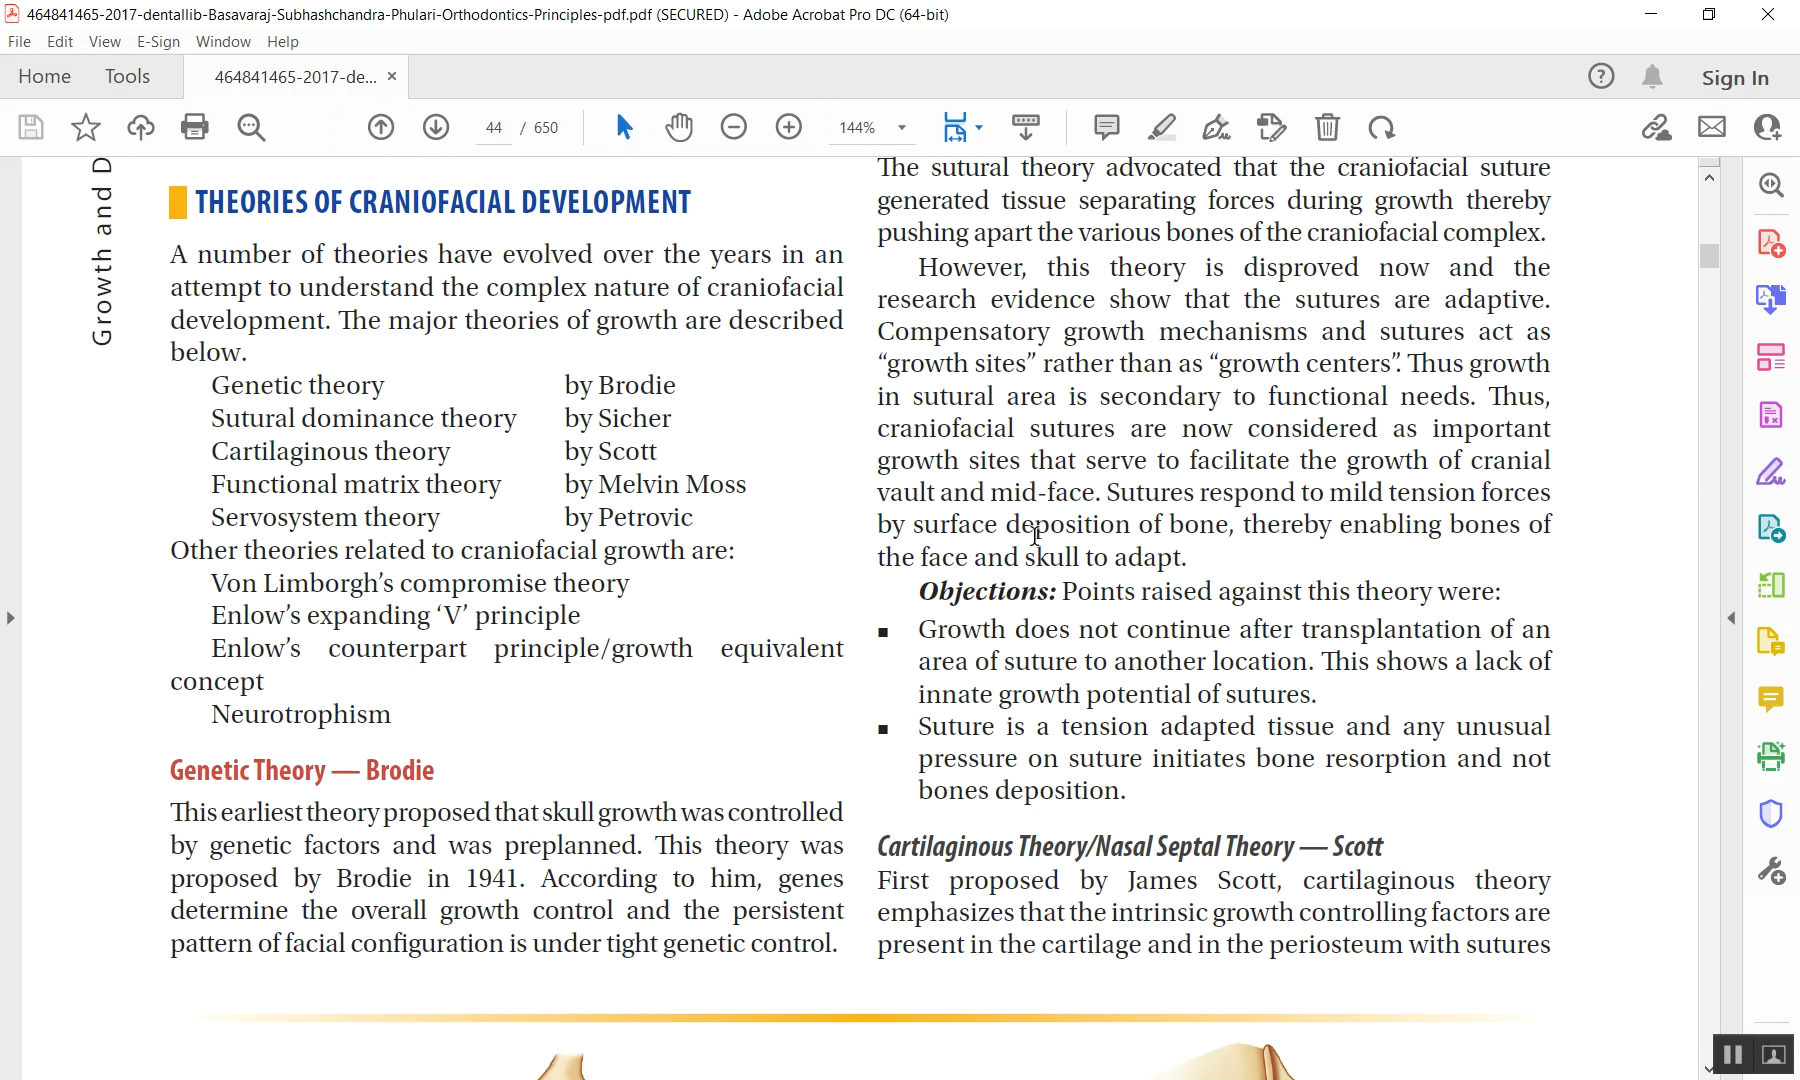 464841465-2017-dentallib-Basavaraj-Subhashchandra-Phulari-Orthodontics-Principles-pdf.pdf (SECURED) - Adobe Acrobat Pro DC (64-bit)
File Edit View E-Sign Window Help
Home Tools 464841465-2017-de... × Sign In
44 / 650 144%
Growth and D
THEORIES OF CRANIOFACIAL DEVELOPMENT
A number of theories have evolved over the years in an
attempt to understand the complex nature of craniofacial
development. The major theories of growth are described
below.
Genetic theory by Brodie
Sutural dominance theory by Sicher
Cartilaginous theory by Scott
Functional matrix theory by Melvin Moss
Servosystem theory by Petrovic
Other theories related to craniofacial growth are:
Von Limborgh's compromise theory
Enlow's expanding ‘V’ principle
Enlow's counterpart principle/growth equivalent
concept
Neurotrophism
Genetic Theory — Brodie
This earliest theory proposed that skull growth was controlled
by genetic factors and was preplanned. This theory was
proposed by Brodie in 1941. According to him, genes
determine the overall growth control and the persistent
pattern of facial configuration is under tight genetic control.
The sutural theory advocated that the craniofacial suture
generated tissue separating forces during growth thereby
pushing apart the various bones of the craniofacial complex.
However, this theory is disproved now and the
research evidence show that the sutures are adaptive.
Compensatory growth mechanisms and sutures act as
“growth sites” rather than as “growth centers”. Thus growth
in sutural area is secondary to functional needs. Thus,
craniofacial sutures are now considered as important
growth sites that serve to facilitate the growth of cranial
vault and mid-face. Sutures respond to mild tension forces
by surface deposition of bone, thereby enabling bones of
the face and skull to adapt.
Objections: Points raised against this theory were:
▪ Growth does not continue after transplantation of an
area of suture to another location. This shows a lack of
innate growth potential of sutures.
▪ Suture is a tension adapted tissue and any unusual
pressure on suture initiates bone resorption and not
bones deposition.
Cartilaginous Theory/Nasal Septal Theory — Scott
First proposed by James Scott, cartilaginous theory
emphasizes that the intrinsic growth controlling factors are
present in the cartilage and in the periosteum with sutures